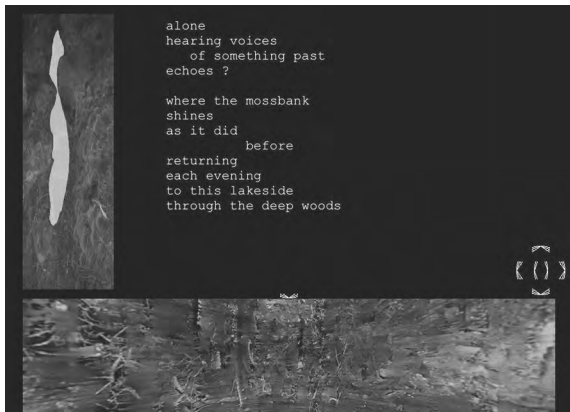 alone
hearing voices
   of something past
echoes ?

where the mossbank
shines
as it did
          before
returning
each evening
to this lakeside
through the deep woods